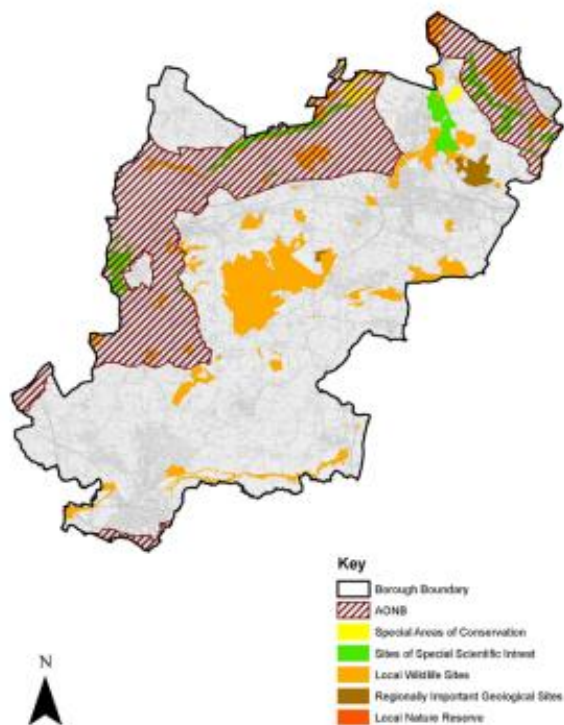 Key
Borough Boundary
AONB
Special Areas of Conservation
Sites of Special Scientific Intrest
Local Wildlife Sites
Regionally Important Geological Sites
Local Nature Reserve
N